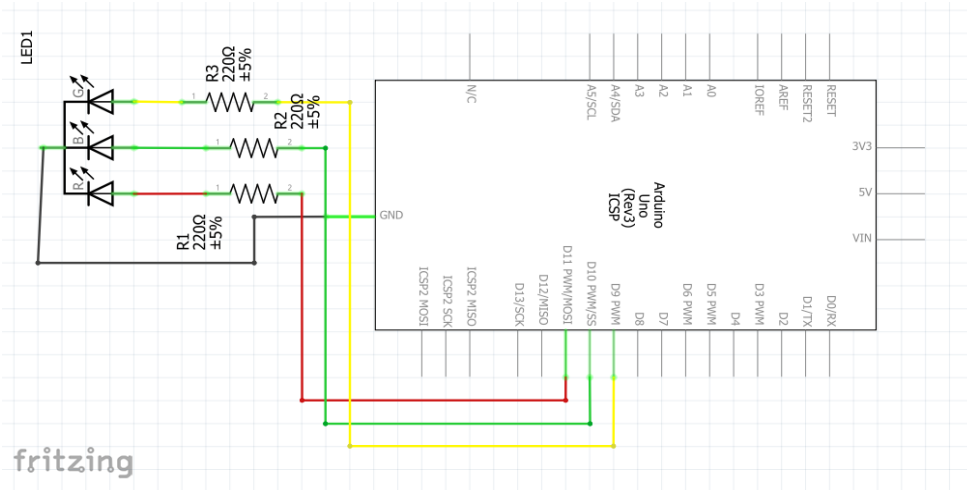 LED1
G
B
R
R3
220Ω
±5%
1
2
R2
220Ω
±5%
1
2
R1
220Ω
±5%
1
2
N/C
A5/SCL
A4/SDA
A3
A2
A1
A0
IOREF
AREF
RESET2
RESET
3V3
5V
VIN
GND
Arduino
Uno
(Rev3)
ICSP
ICSP2 MOSI
ICSP2 SCK
ICSP2 MISO
D13/SCK
D12/MISO
D11 PWM/MOSI
D10 PWM/SS
D9 PWM
D8
D7
D6 PWM
D5 PWM
D4
D3 PWM
D2
D1/TX
D0/RX
fritzing